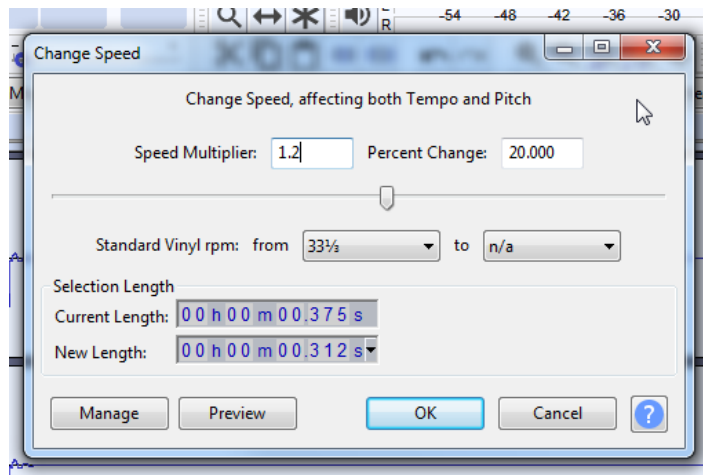 R -54 -48 -42 -36 -30
Change Speed
Change Speed, affecting both Tempo and Pitch
Speed Multiplier: 1.2 Percent Change: 20.000
Standard Vinyl rpm: from 33⅓ to n/a
Selection Length
Current Length: 00h00m00.375s
New Length: 00h00m00.312s
Manage Preview OK Cancel ?